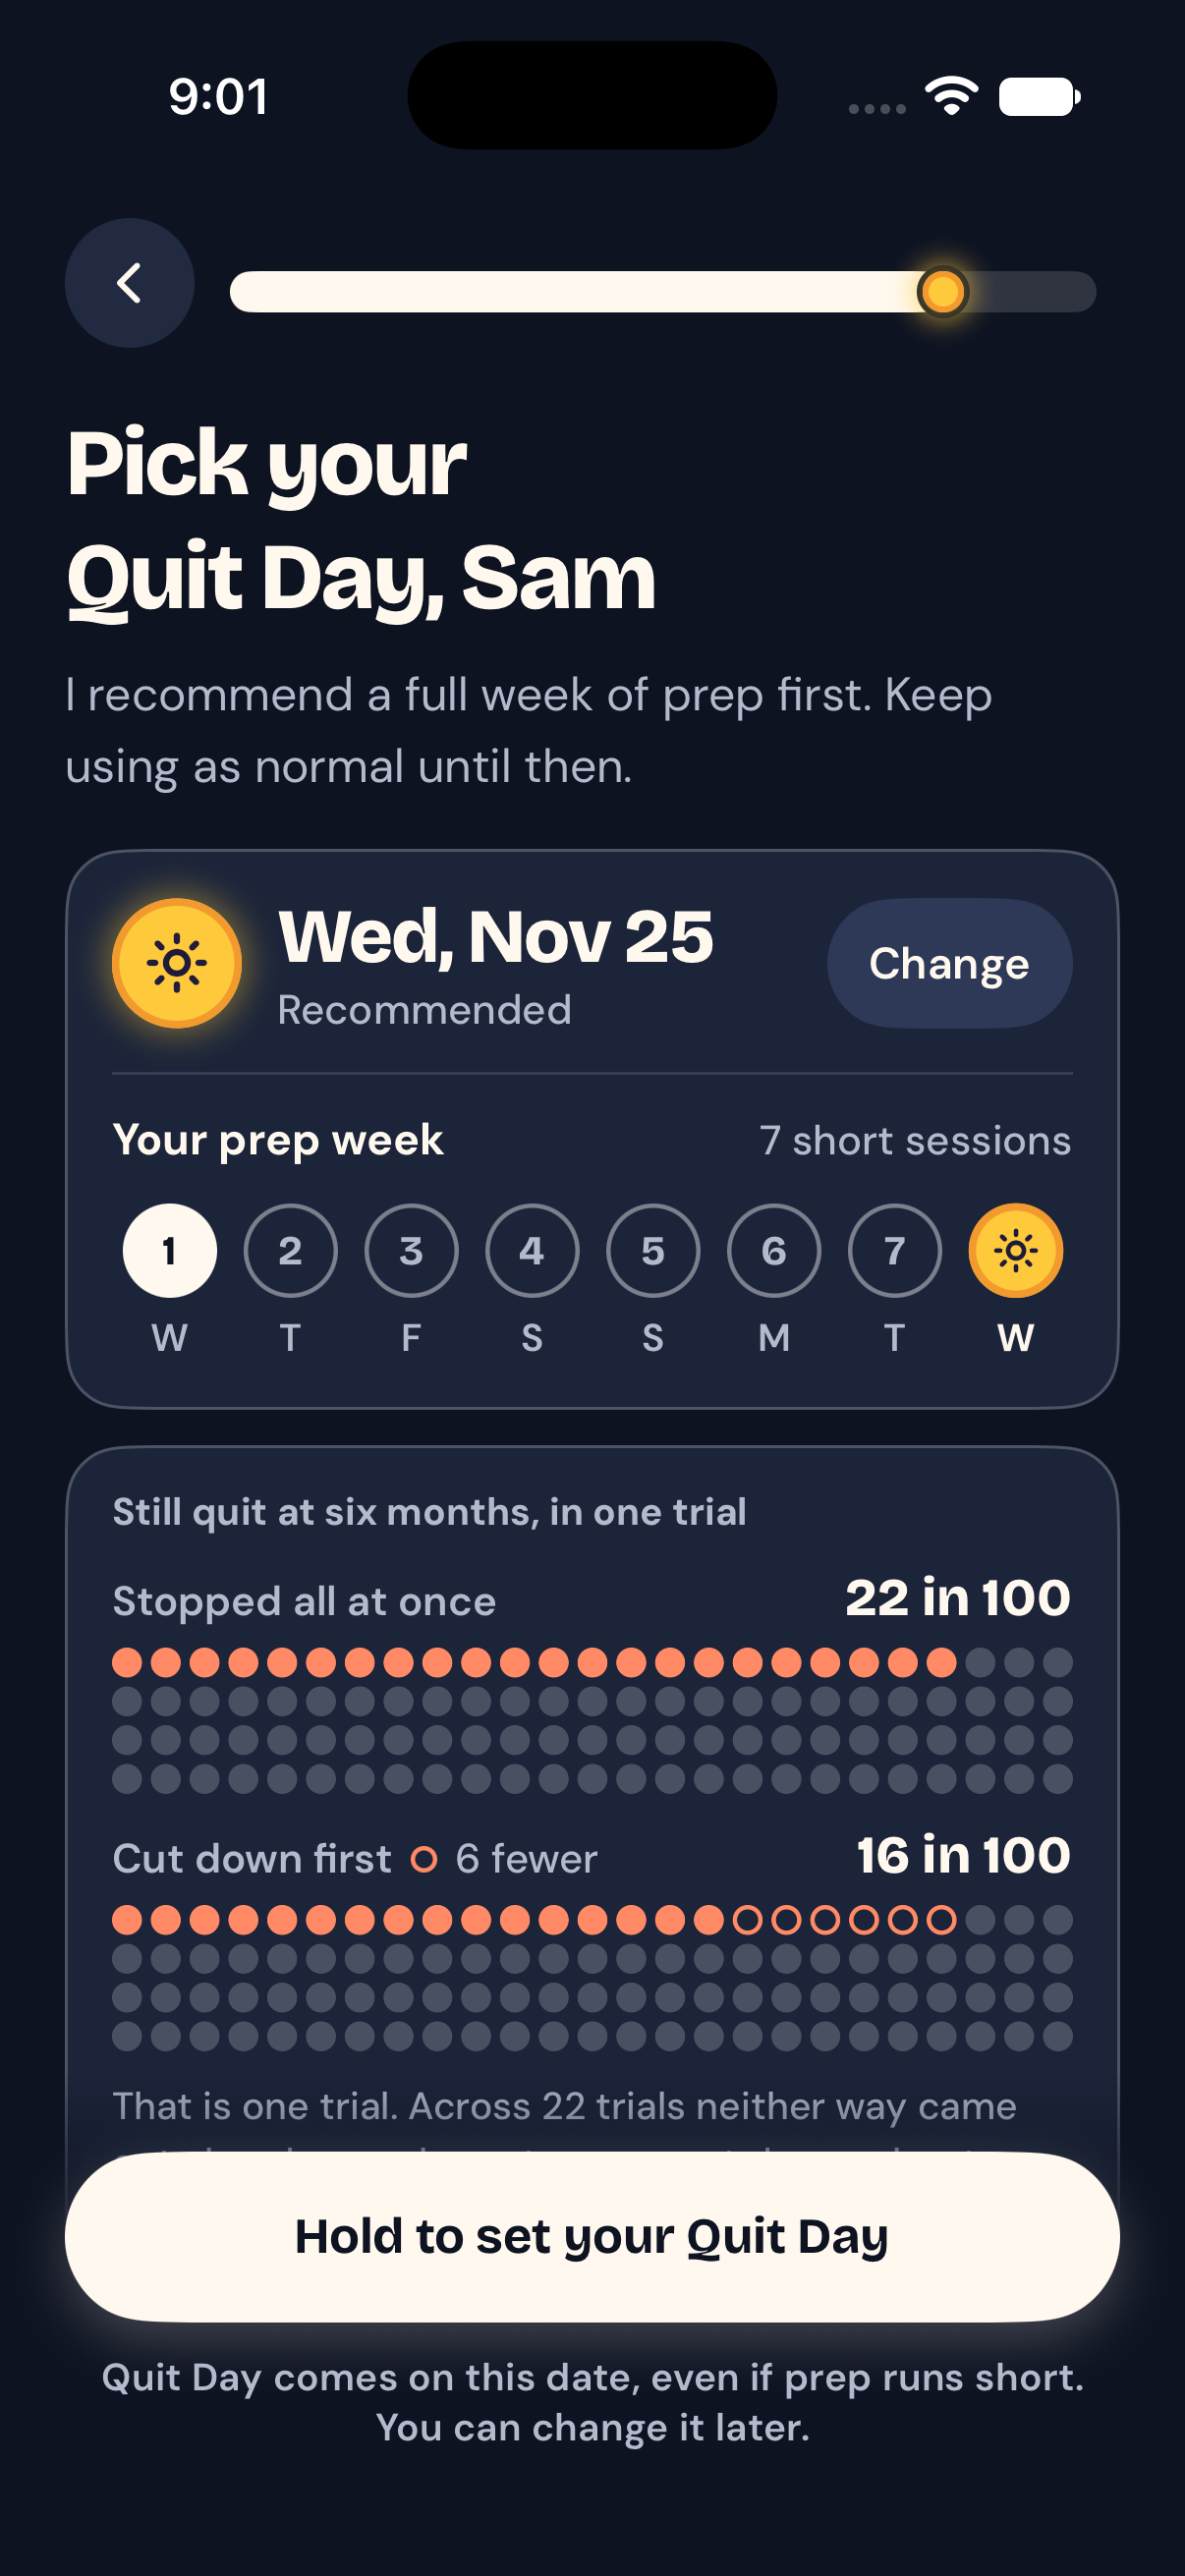 9:01
Pick your
Quit Day, Sam
I recommend a full week of prep first. Keep
using as normal until then.
Wed, Nov 25
Recommended
Change
Your prep week
7 short sessions
1 2 3 4 5 6 7
W T F S S M T W
Still quit at six months, in one trial
Stopped all at once
22 in 100
Cut down first 6 fewer
16 in 100
That is one trial. Across 22 trials neither way came
Hold to set your Quit Day
Quit Day comes on this date, even if prep runs short.
You can change it later.